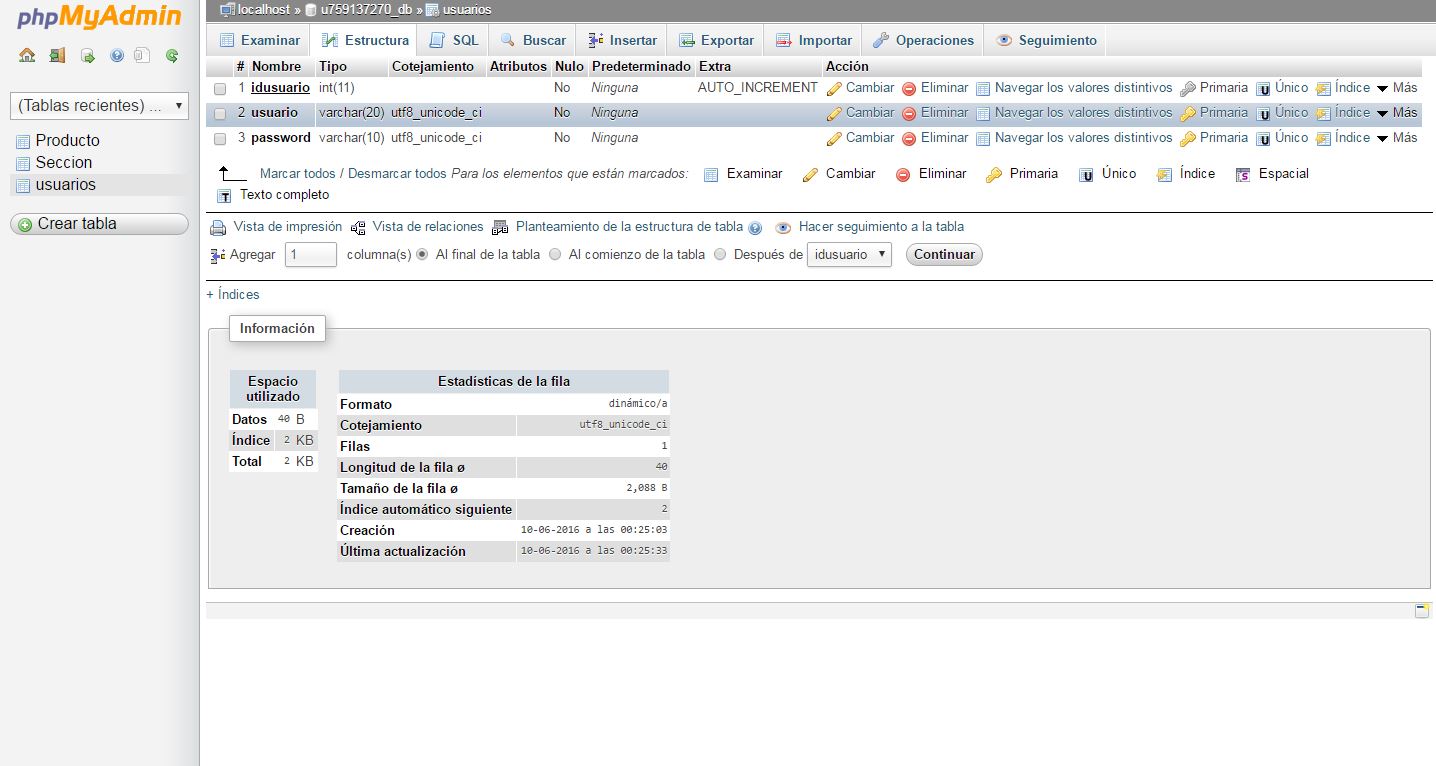 phpMyAdmin
localhost » u759137270_db » usuarios
Examinar Estructura SQL Buscar Insertar Exportar Importar Operaciones Seguimiento
(Tablas recientes) ...
Producto
Seccion
usuarios
Crear tabla
# Nombre Tipo Cotejamiento Atributos Nulo Predeterminado Extra Acción
1 idusuario int(11) No Ninguna AUTO_INCREMENT Cambiar Eliminar Navegar los valores distintivos Primaria Único Índice Más
2 usuario varchar(20) utf8_unicode_ci No Ninguna Cambiar Eliminar Navegar los valores distintivos Primaria Único Índice Más
3 password varchar(10) utf8_unicode_ci No Ninguna Cambiar Eliminar Navegar los valores distintivos Primaria Único Índice Más
Marcar todos / Desmarcar todos Para los elementos que están marcados: Examinar Cambiar Eliminar Primaria Único Índice Espacial
Texto completo
Vista de impresión Vista de relaciones Planteamiento de la estructura de tabla Hacer seguimiento a la tabla
Agregar 1 columna(s) Al final de la tabla Al comienzo de la tabla Después de idusuario Continuar
+ Índices
Información
Espacio
utilizado
Datos 40 B
Índice 2 KB
Total 2 KB
Estadísticas de la fila
Formato dinámico/a
Cotejamiento utf8_unicode_ci
Filas 1
Longitud de la fila ø 40
Tamaño de la fila ø 2,088 B
Índice automático siguiente 2
Creación 10-06-2016 a las 00:25:03
Última actualización 10-06-2016 a las 00:25:33